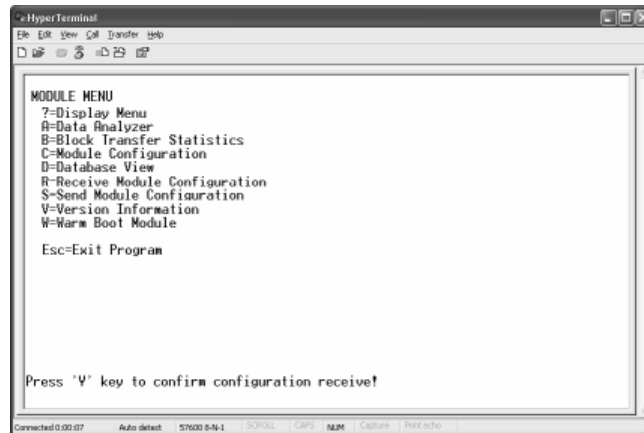 HyperTerminal
File Edit View Call Transfer Help
MODULE MENU
?=Display Menu
A=Data Analyzer
B=Block Transfer Statistics
C=Module Configuration
D=Database View
R=Receive Module Configuration
S=Send Module Configuration
V=Version Information
W=Warm Boot Module
Esc=Exit Program
Press 'Y' key to confirm configuration receive!
Connected 0:00:07 Auto detect 57600 8-N-1 SCROLL CAPS NUM Capture Print echo